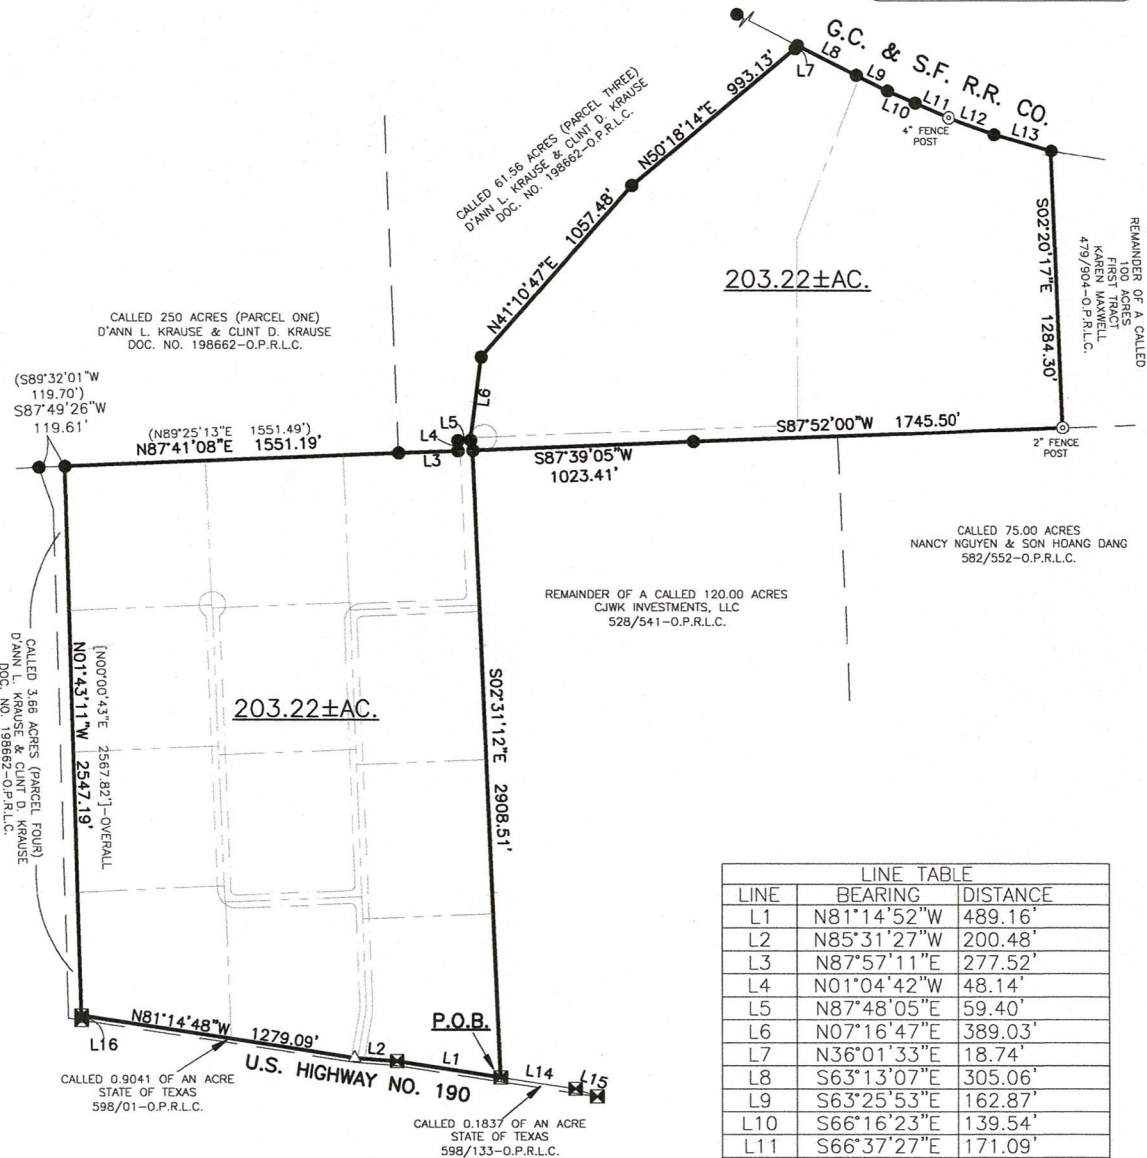 G.C. & S.F. R.R. CO.
L7
L8
L9
L10
L11
L12
L13
4" FENCE
POST
CALLED 61.56 ACRES (PARCEL THREE)
D'ANN L. KRAUSE & CLINT D. KRAUSE
DOC. NO. 198662-O.P.R.L.C.
N50°18'14"E 993.13'
N41°10'47"E 1057.48'
203.22±AC.
S02°20'17"E 1284.30'
REMAINDER OF A CALLED
100 ACRES
FIRST TRACT
KAREN MAXWELL
479/904-O.P.R.L.C.
CALLED 250 ACRES (PARCEL ONE)
D'ANN L. KRAUSE & CLINT D. KRAUSE
DOC. NO. 198662-O.P.R.L.C.
(S89°32'01"W
119.70')
S87°49'26"W
119.61'
(N89°25'13"E 1551.49')
N87°41'08"E 1551.19'
L6
L5
L4
L3
S87°52'00"W 1745.50'
S87°39'05"W
1023.41'
2" FENCE
POST
CALLED 75.00 ACRES
NANCY NGUYEN & SON HOANG DANG
582/552-O.P.R.L.C.
REMAINDER OF A CALLED 120.00 ACRES
CJWK INVESTMENTS, LLC
528/541-O.P.R.L.C.
CALLED 3.66 ACRES (PARCEL FOUR)
D'ANN L. KRAUSE & CLINT D. KRAUSE
DOC. NO. 198662-O.P.R.L.C.
[N00°00'43"E 2567.82']-OVERALL
N01°43'11"W 2547.19'
203.22±AC.
S02°31'12"E 2908.51'
N81°14'48"W 1279.09'
L16
L2
L1
P.O.B.
L14
L15
U.S. HIGHWAY NO. 190
CALLED 0.9041 OF AN ACRE
STATE OF TEXAS
598/01-O.P.R.L.C.
CALLED 0.1837 OF AN ACRE
STATE OF TEXAS
598/133-O.P.R.L.C.
LINE TABLE
LINE BEARING DISTANCE
L1 N81°14'52"W 489.16'
L2 N85°31'27"W 200.48'
L3 N87°57'11"E 277.52'
L4 N01°04'42"W 48.14'
L5 N87°48'05"E 59.40'
L6 N07°16'47"E 389.03'
L7 N36°01'33"E 18.74'
L8 S63°13'07"E 305.06'
L9 S63°25'53"E 162.87'
L10 S66°16'23"E 139.54'
L11 S66°37'27"E 171.09'